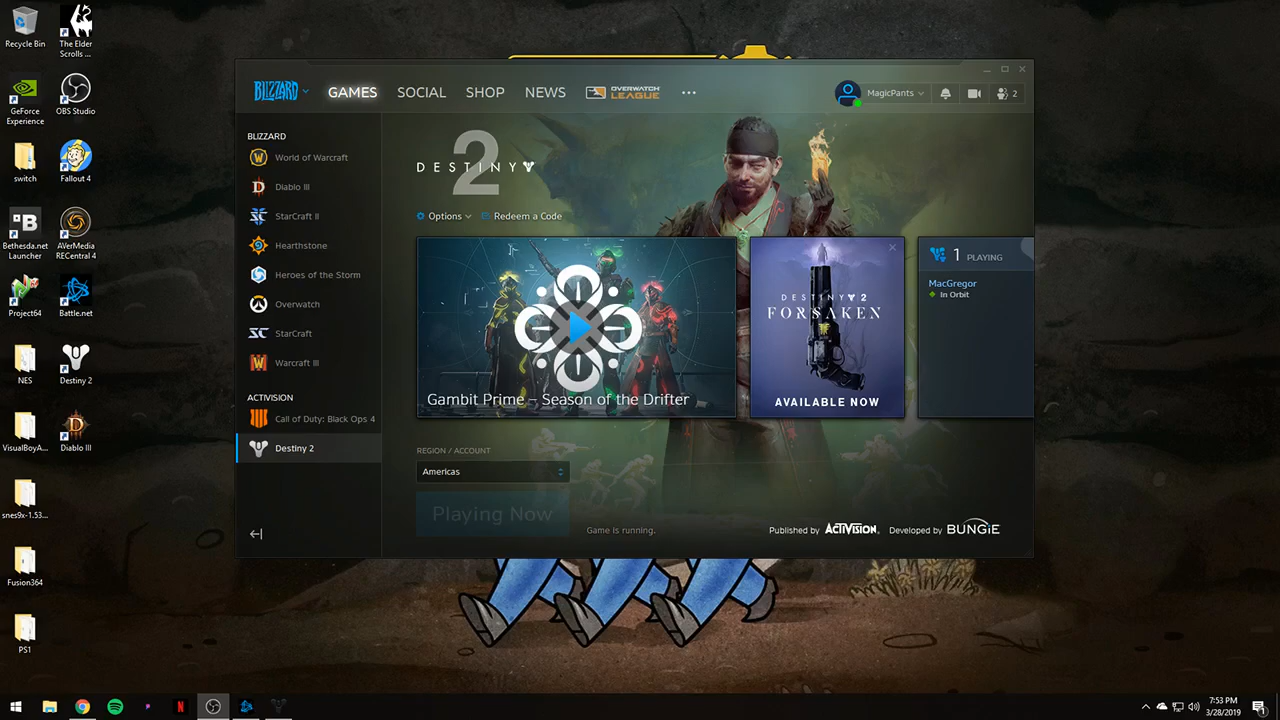 Recycle Bin
The Elder
Scrolls ...
GeForce
Experience
OBS Studio
switch
Fallout 4
Bethesda.net
Launcher
AVerMedia
RECentral 4
Project64
Battle.net
NES
Destiny 2
VisualBoyA...
Diablo III
snes9x-1.53...
Fusion364
PS1
BLIZZARD
GAMES
SOCIAL
SHOP
NEWS
OVERWATCH
LEAGUE
MagicPants
2
BLIZZARD
World of Warcraft
Diablo III
StarCraft II
Hearthstone
Heroes of the Storm
Overwatch
StarCraft
Warcraft III
ACTIVISION
Call of Duty: Black Ops 4
Destiny 2
DESTINY 2
Options
Redeem a Code
Gambit Prime – Season of the Drifter
DESTINY 2
FORSAKEN
AVAILABLE NOW
1 PLAYING
MacGregor
In Orbit
REGION / ACCOUNT
Americas
Playing Now
Game is running.
Published by ACTIVISION.
Developed by BUNGiE
7:53 PM
3/28/2019
1